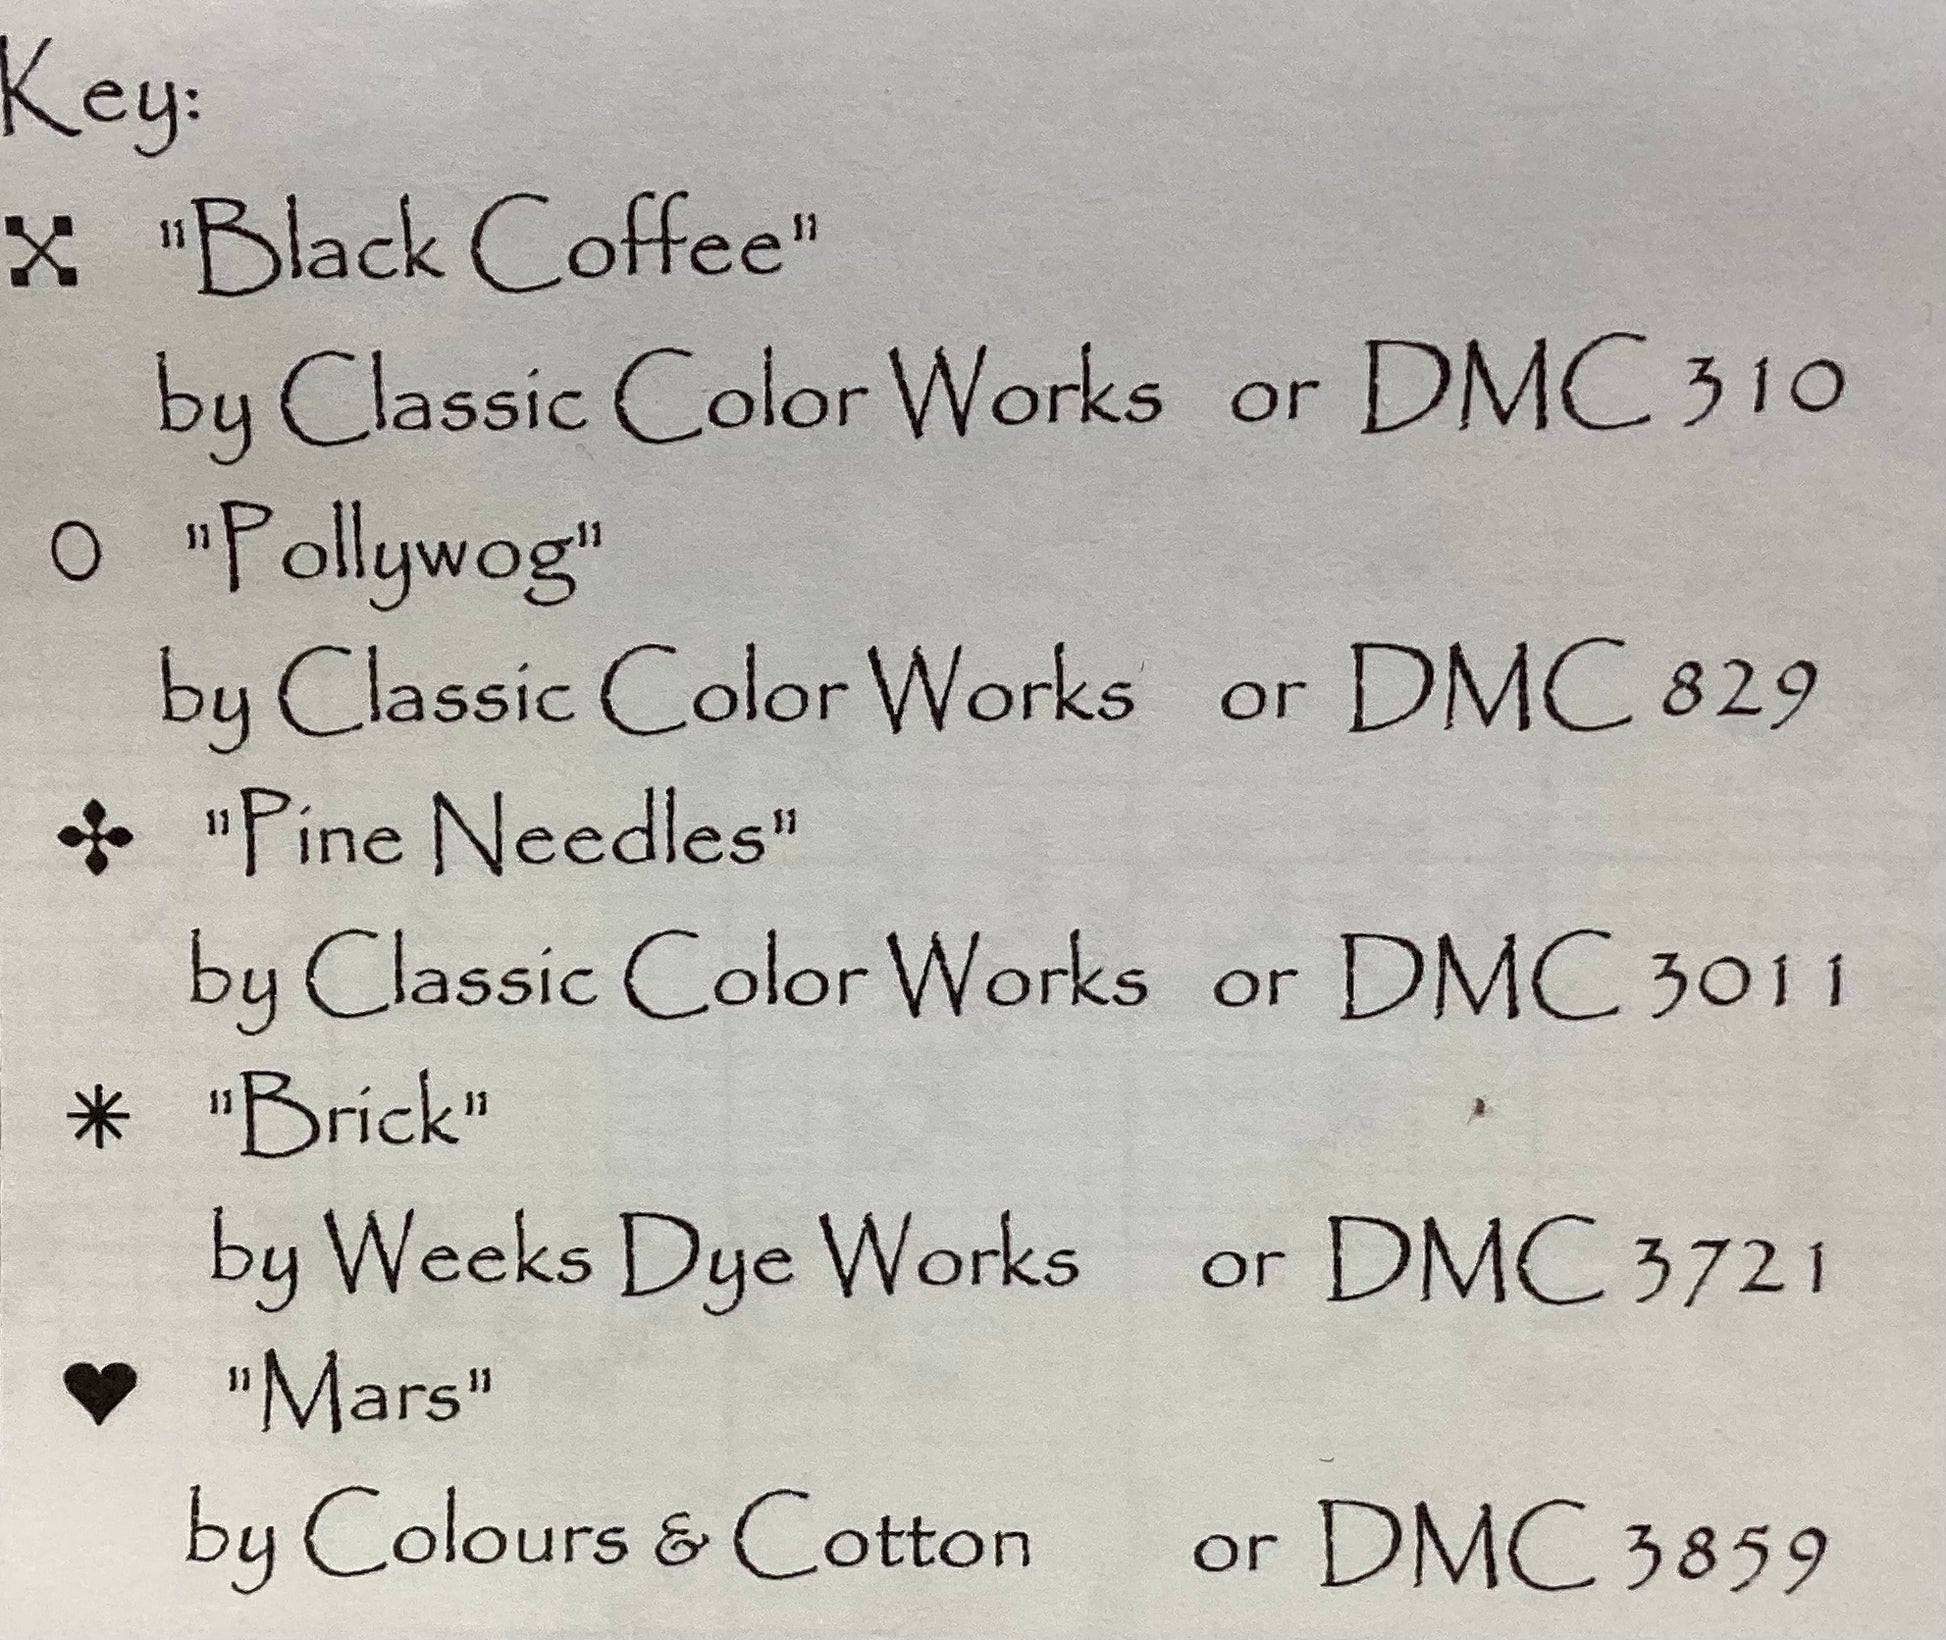 Key:
"Black Coffee"
by Classic Color Works or DMC 310
O "Pollywog"
by Classic Color Works or DMC 829
✣ "Pine Needles"
by Classic Color Works or DMC 3011
* "Brick"
by Weeks Dye Works or DMC 3721
♥ "Mars"
by Colours & Cotton or DMC 3859